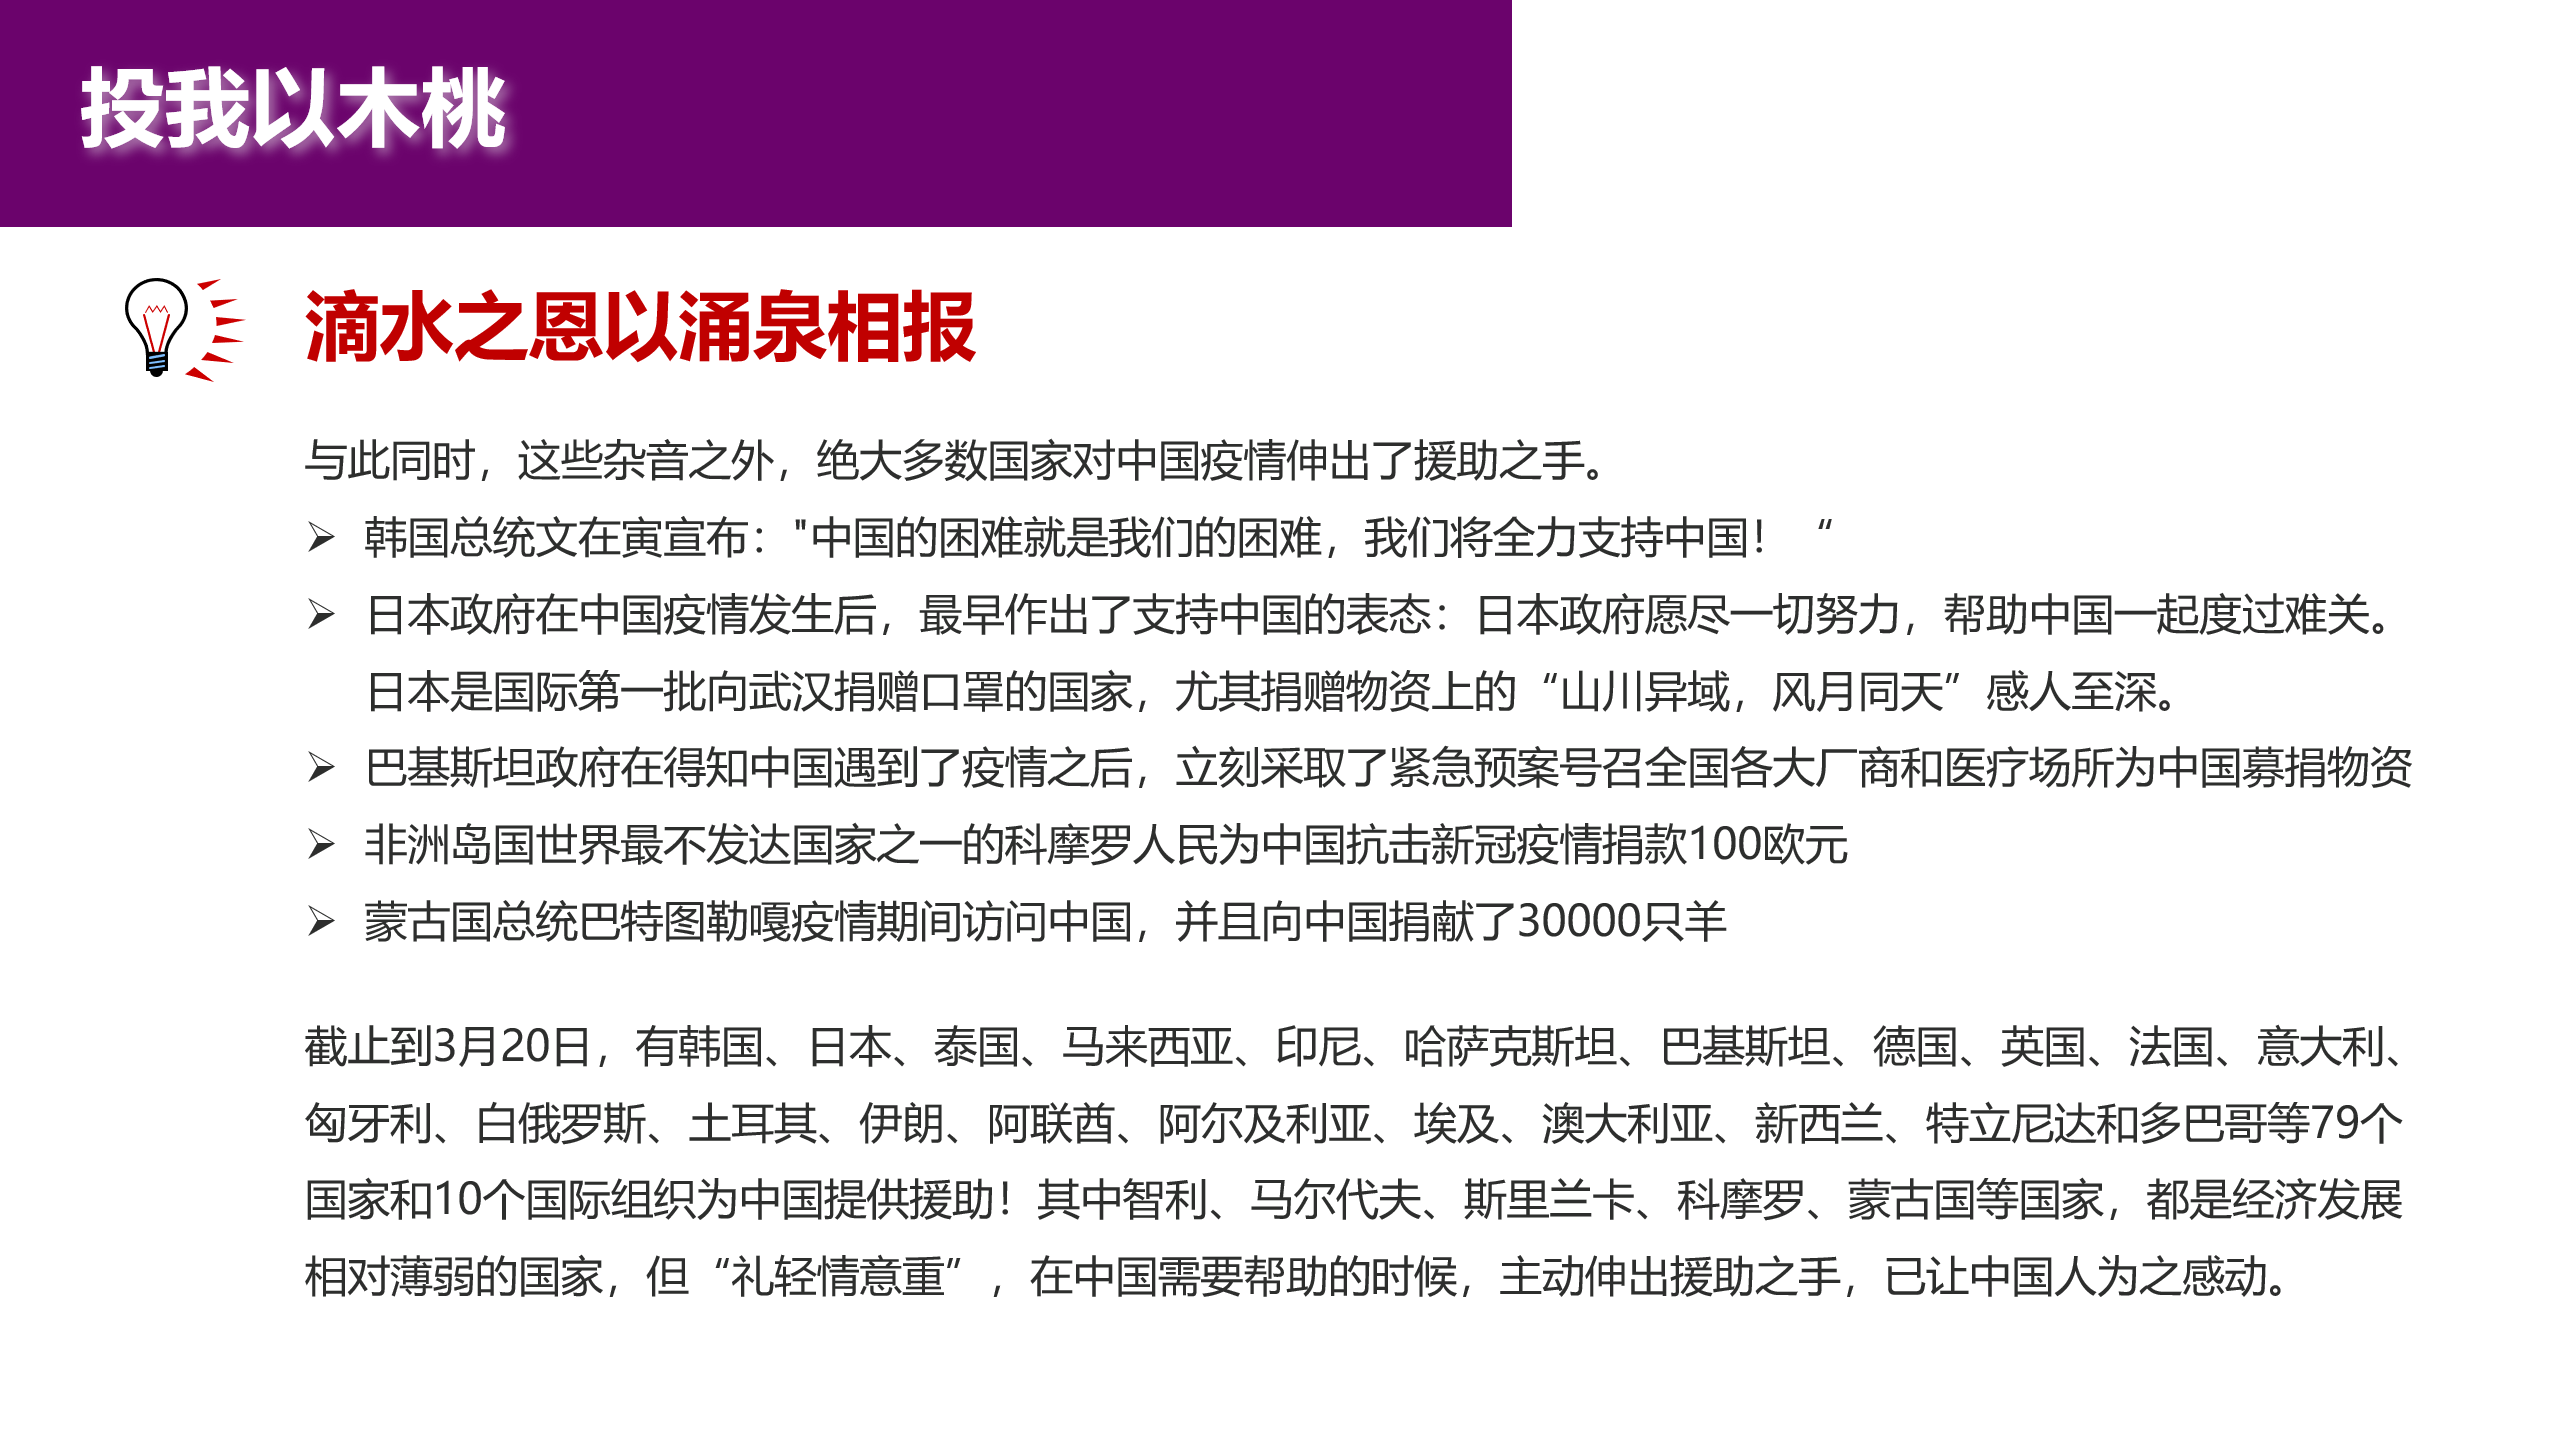 投我以木桃
滴水之恩以涌泉相报
与此同时，这些杂音之外，绝大多数国家对中国疫情伸出了援助之手。
➢ 韩国总统文在寅宣布："中国的困难就是我们的困难，我们将全力支持中国！“
➢ 日本政府在中国疫情发生后，最早作出了支持中国的表态：日本政府愿尽一切努力，帮助中国一起度过难关。
日本是国际第一批向武汉捐赠口罩的国家，尤其捐赠物资上的“山川异域，风月同天”感人至深。
➢ 巴基斯坦政府在得知中国遇到了疫情之后，立刻采取了紧急预案号召全国各大厂商和医疗场所为中国募捐物资
➢ 非洲岛国世界最不发达国家之一的科摩罗人民为中国抗击新冠疫情捐款100欧元
➢ 蒙古国总统巴特图勒嘎疫情期间访问中国，并且向中国捐献了30000只羊
截止到3月20日，有韩国、日本、泰国、马来西亚、印尼、哈萨克斯坦、巴基斯坦、德国、英国、法国、意大利、
匈牙利、白俄罗斯、土耳其、伊朗、阿联酋、阿尔及利亚、埃及、澳大利亚、新西兰、特立尼达和多巴哥等79个
国家和10个国际组织为中国提供援助！其中智利、马尔代夫、斯里兰卡、科摩罗、蒙古国等国家，都是经济发展
相对薄弱的国家，但“礼轻情意重”，在中国需要帮助的时候，主动伸出援助之手，已让中国人为之感动。